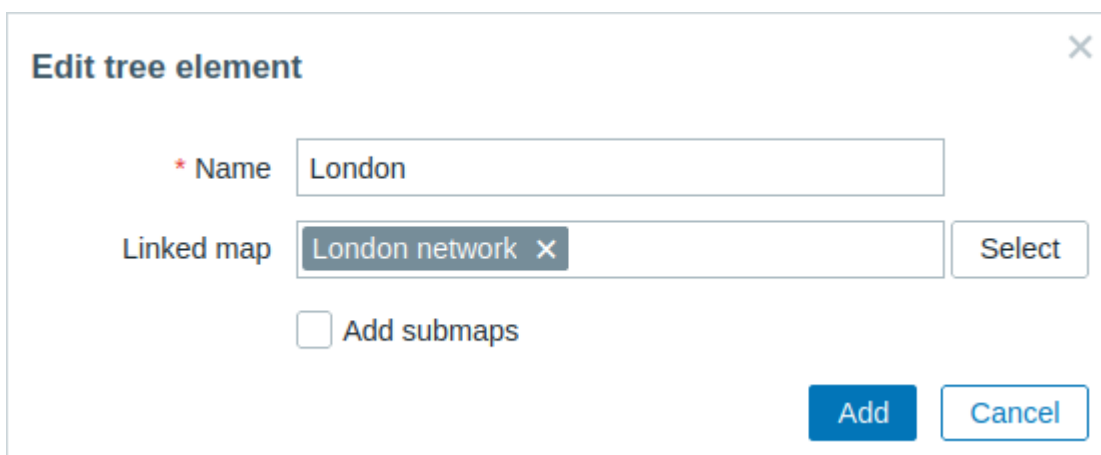 Edit tree element
* Name London
Linked map London network × Select
Add submaps
Add Cancel